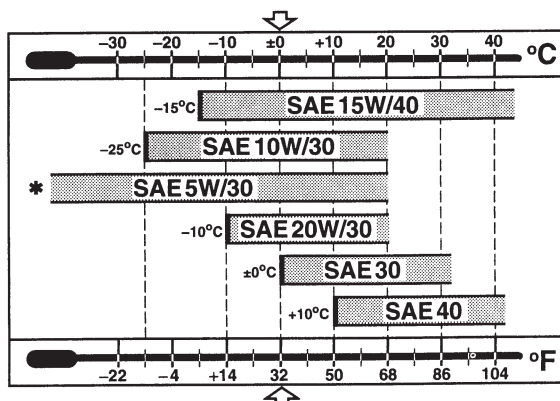 –30 –20 –10 ±0 +10 20 30 40 °C
–15°C SAE 15W/40
–25°C SAE 10W/30
* SAE 5W/30
–10°C SAE 20W/30
±0°C SAE 30
+10°C SAE 40
–22 –4 +14 32 50 68 86 104 °F